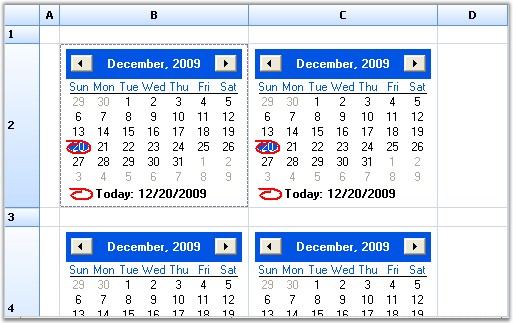 A B C D
1
2
December, 2009 December, 2009
Sun Mon Tue Wed Thu Fri Sat Sun Mon Tue Wed Thu Fri Sat
29 30 1 2 3 4 5 29 30 1 2 3 4 5
6 7 8 9 10 11 12 6 7 8 9 10 11 12
13 14 15 16 17 18 19 13 14 15 16 17 18 19
20 21 22 23 24 25 26 20 21 22 23 24 25 26
27 28 29 30 31 1 2 27 28 29 30 31 1 2
3 4 5 6 7 8 9 3 4 5 6 7 8 9
Today: 12/20/2009 Today: 12/20/2009
3
4
December, 2009 December, 2009
Sun Mon Tue Wed Thu Fri Sat Sun Mon Tue Wed Thu Fri Sat
29 30 1 2 3 4 5 29 30 1 2 3 4 5
6 7 8 9 10 11 12 6 7 8 9 10 11 12